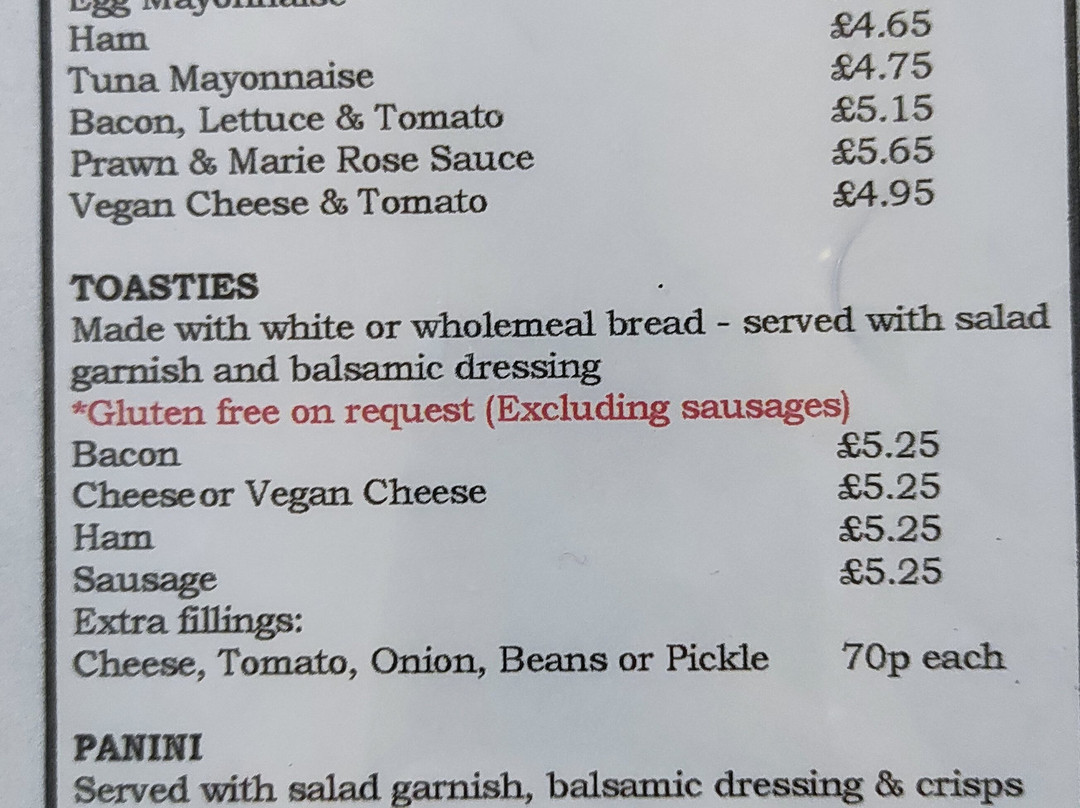 Egg Mayonnaise
Ham £4.65
Tuna Mayonnaise £4.75
Bacon, Lettuce & Tomato £5.15
Prawn & Marie Rose Sauce £5.65
Vegan Cheese & Tomato £4.95
TOASTIES
Made with white or wholemeal bread - served with salad
garnish and balsamic dressing
*Gluten free on request (Excluding sausages)
Bacon £5.25
Cheese or Vegan Cheese £5.25
Ham £5.25
Sausage £5.25
Extra fillings:
Cheese, Tomato, Onion, Beans or Pickle 70p each
PANINI
Served with salad garnish, balsamic dressing & crisps